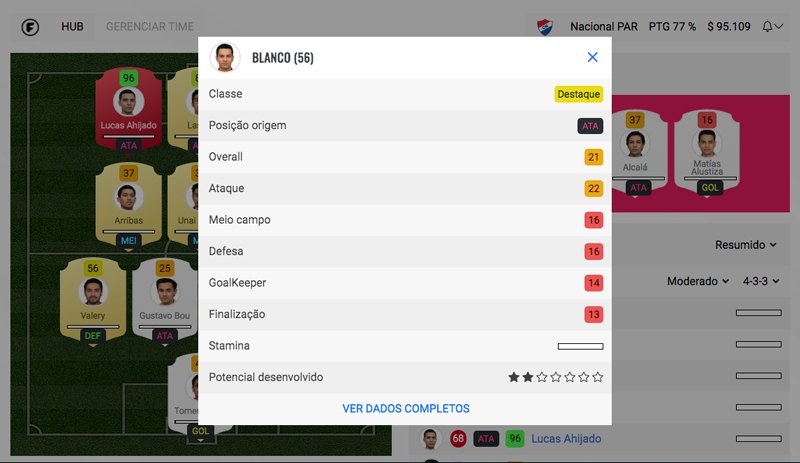 HUB GERENCIAR TIME Nacional PAR PTG 77 % $ 95.109
BLANCO (56)
Classe Destaque
Posição origem ATA
Overall 21
Ataque 22
Meio campo 16
Defesa 16
GoalKeeper 14
Finalização 13
Stamina
Potencial desenvolvido
VER DADOS COMPLETOS
96
Lucas Ahijado
ATA
Las
37
Arribas
MEI
Unai
56
Valery
DEF
25
Gustavo Bou
ATA
Tome
GOL
37
Alcalá
ATA
16
Matías
Alustiza
GOL
Resumido
Moderado 4-3-3
68 ATA 96 Lucas Ahijado